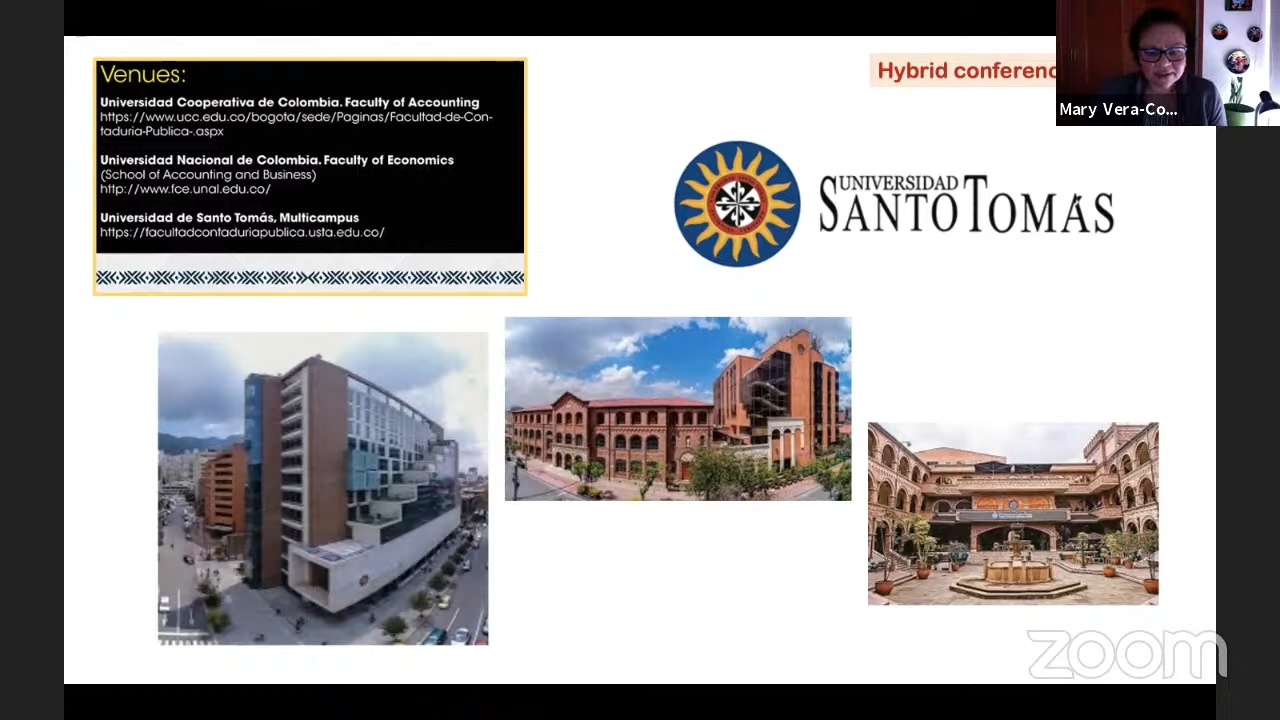 Venues:
Universidad Cooperativa de Colombia. Faculty of Accounting
https://www.ucc.edu.co/bogota/sede/Paginas/Facultad-de-Con-
taduria-Publica-.aspx
Universidad Nacional de Colombia. Faculty of Economics
(School of Accounting and Business)
http://www.fce.unal.edu.co/
Universidad de Santo Tomás, Multicampus
https://facultadcontaduriapublica.usta.edu.co/
Hybrid conferenc
Mary Vera-Co...
UNIVERSIDAD
SANTO TOMÁS
zoom